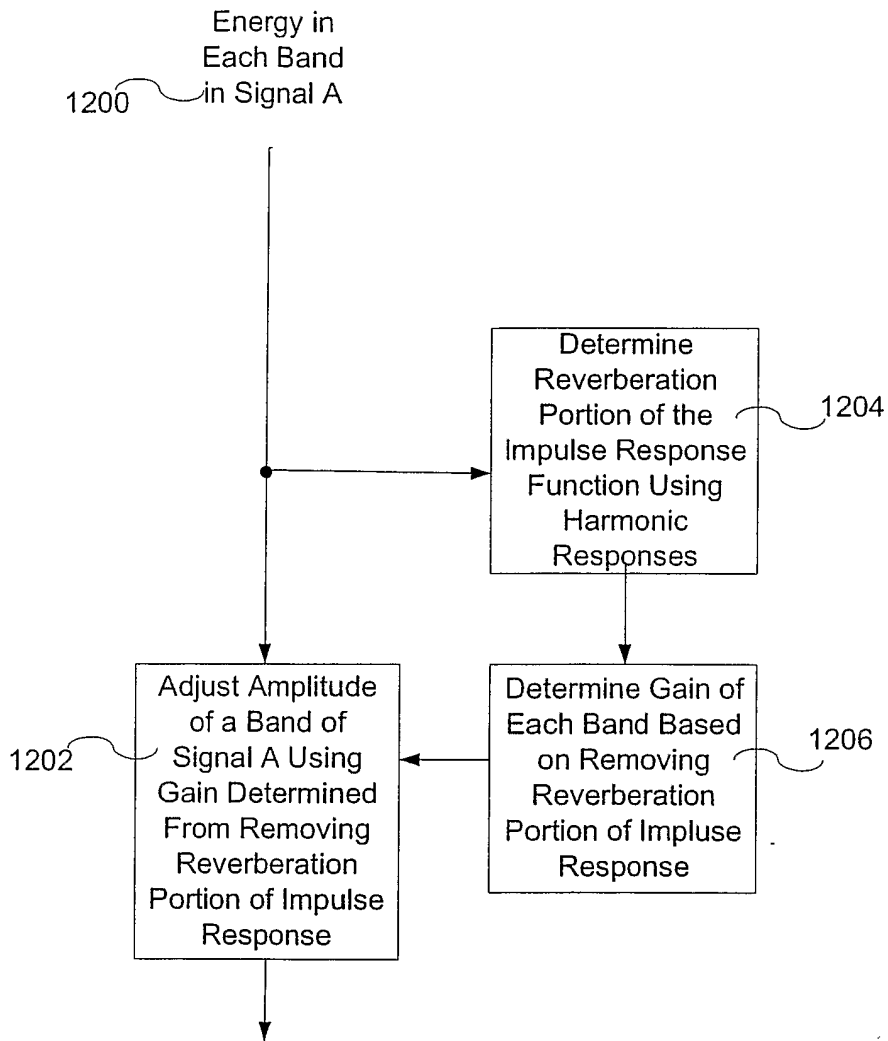 Energy in
Each Band
in Signal A
1200
Determine
Reverberation
Portion of the
Impulse Response
Function Using
Harmonic
Responses
1204
Adjust Amplitude
of a Band of
Signal A Using
Gain Determined
From Removing
Reverberation
Portion of Impulse
Response
1202
Determine Gain of
Each Band Based
on Removing
Reverberation
Portion of Impluse
Response
1206